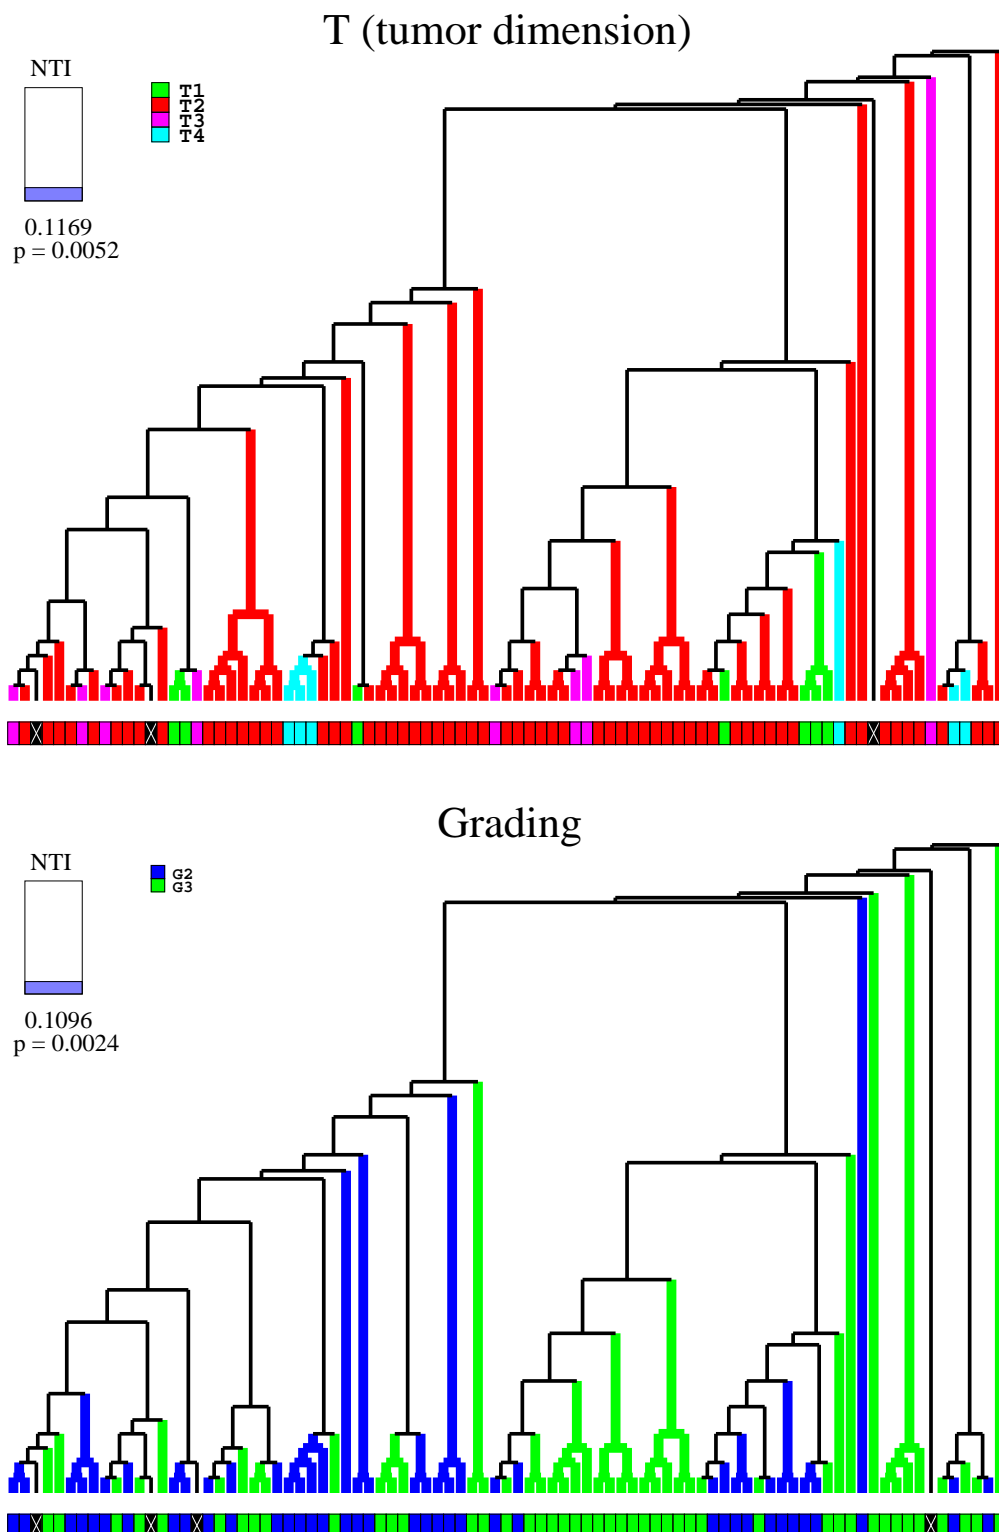 T (tumor dimension)
NTI
T1
T2
T3
T4
0.1169
p = 0.0052
Grading
NTI
G2
G3
0.1096
p = 0.0024